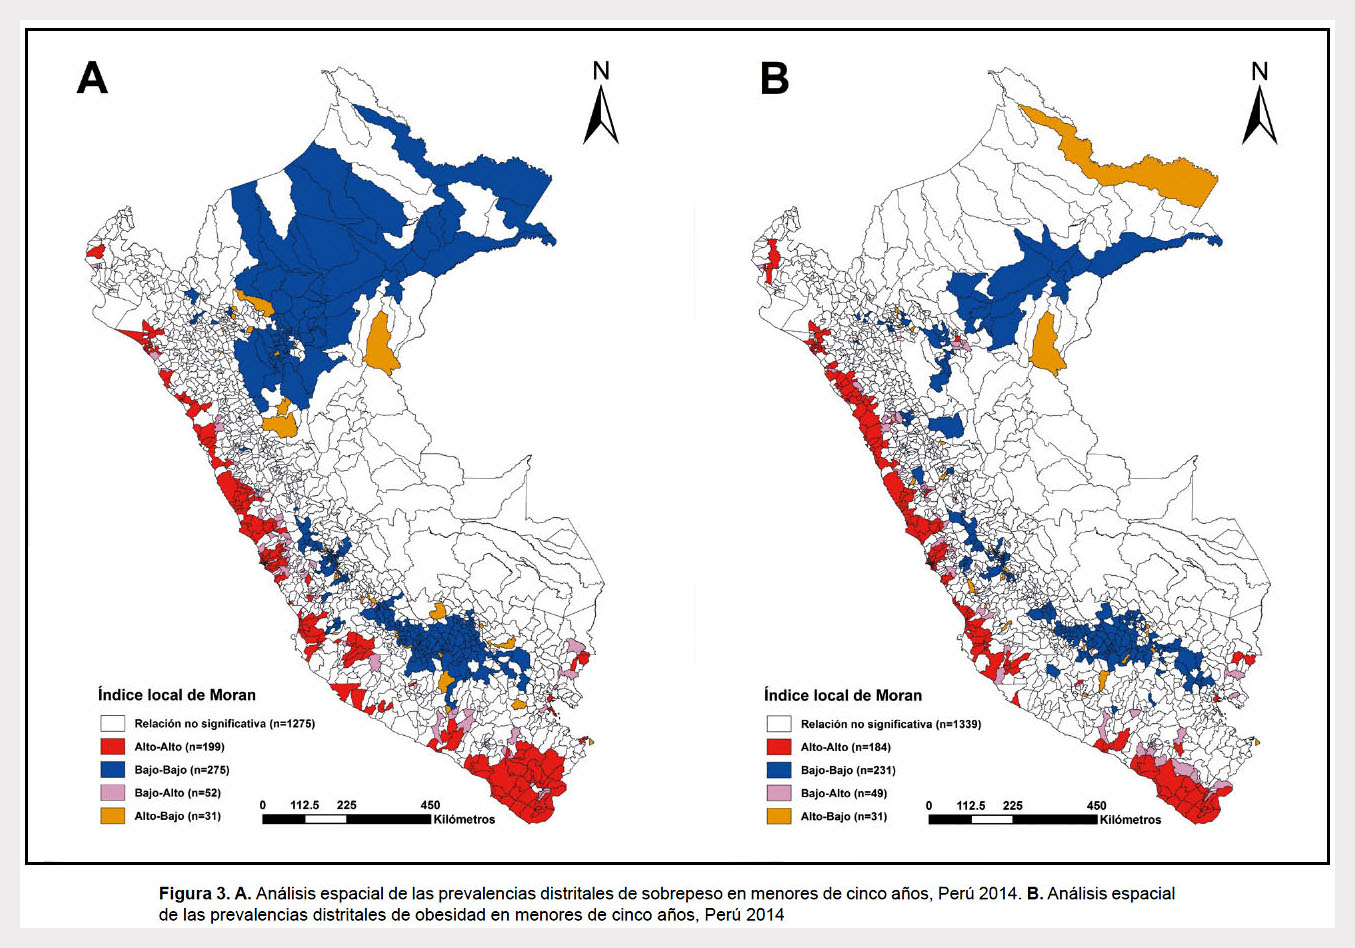 A
N
Índice local de Moran
Relación no significativa (n=1275)
Alto-Alto (n=199)
Bajo-Bajo (n=275)
Bajo-Alto (n=52)
Alto-Bajo (n=31)
0 112.5 225 450
Kilómetros
B
N
Índice local de Moran
Relación no significativa (n=1339)
Alto-Alto (n=184)
Bajo-Bajo (n=231)
Bajo-Alto (n=49)
Alto-Bajo (n=31)
0 112.5 225 450
Kilómetros
Figura 3. A. Análisis espacial de las prevalencias distritales de sobrepeso en menores de cinco años, Perú 2014. B. Análisis espacial
de las prevalencias distritales de obesidad en menores de cinco años, Perú 2014